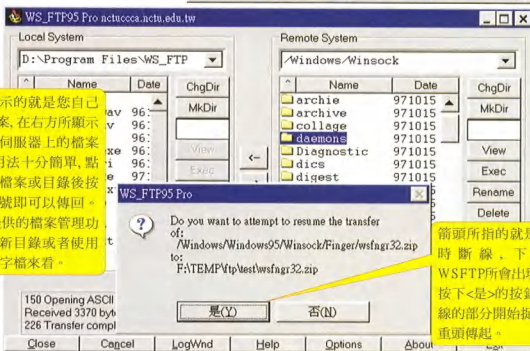 WS_FTP95 Pro nctuccca.nctu.edu.tw
Local System
Remote System
D:\Program Files\WS_FTP
/Windows/Winsock
^ Name Date
ChgDir
MkDir
View
Exec
96
96
96
96
97
<-
^ Name Date
archie 971015
archive 971015
collage 971015
daemons 971015
Diagnostic 971015
dics 971015
digest 971015
ChgDir
MkDir
View
Exec
Rename
Delete
示的就是您自己
案,在右方所顯示
伺服器上的檔案
用法十分簡單,點
檔案或目錄後按
號即可以傳回。
提供的檔案管理功
新目錄或者使用
字檔來看。
WS_FTP95 Pro
Do you want to attempt to resume the transfer
of:
/Windows/Windows95/Winsock/Finger/wsfngr32.zip
to:
F:\TEMP\ftp\test\wsfngr32.zip
是(Y)
否(N)
箭頭所指的就是
時斷線,下
WSFTP所會出現
按下<是>的按鈕
線的部分開始
重頭傳起。
150 Opening ASCII
Received 3370 byt
226 Transfer compl
Close Cancel LogWnd Help Options About Exit